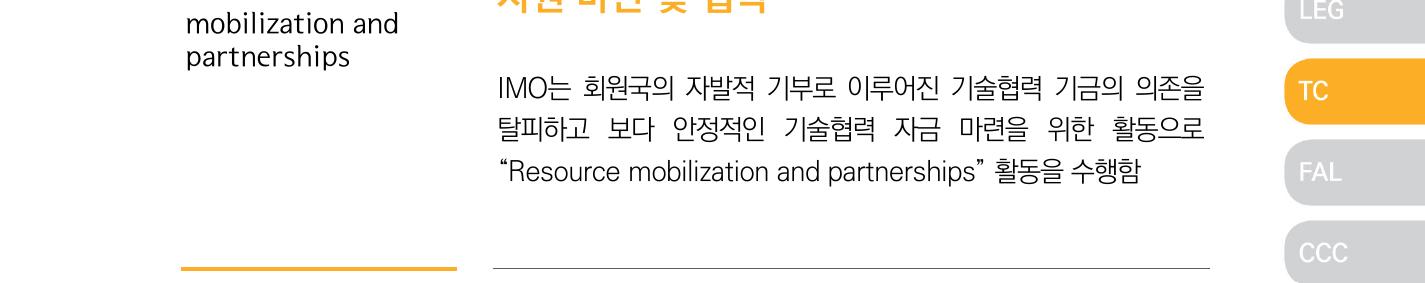 mobilization and
partnerships
IMO는 회원국의 자발적 기부로 이루어진 기술협력 기금의 의존을
탈피하고 보다 안정적인 기술협력 자금 마련을 위한 활동으로
“Resource mobilization and partnerships” 활동을 수행함
LEG
TC
FAL
CCC